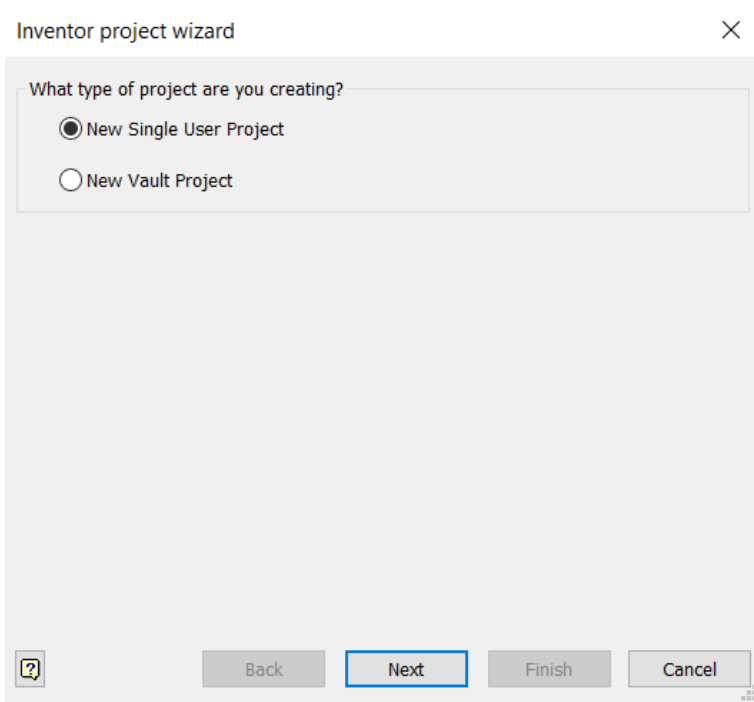 Inventor project wizard
What type of project are you creating?
New Single User Project
New Vault Project
?
Back Next Finish Cancel